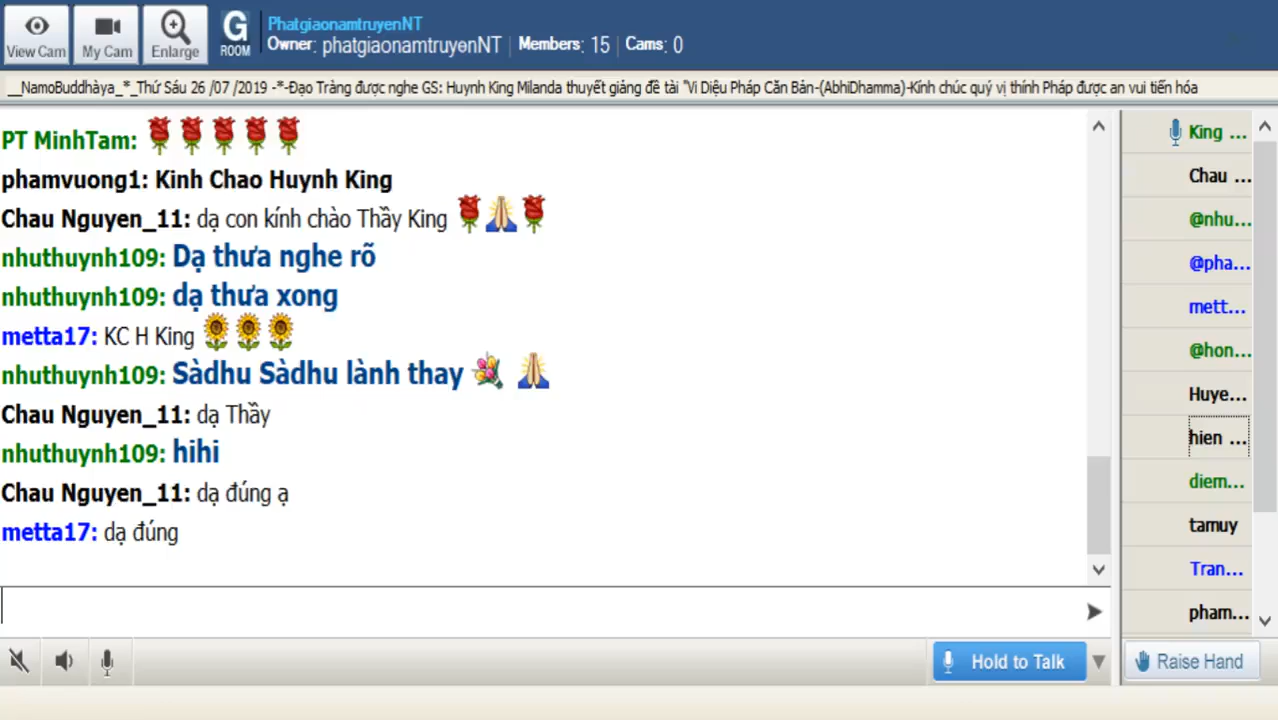 View Cam
My Cam
Enlarge
G
ROOM
PhatgiaonamtruyenNT
Owner: phatgiaonamtruyenNT
Members: 15
Cams: 0
__NamoBuddhàya_*_Thứ Sáu 26 /07 /2019 -*-Đạo Tràng được nghe GS: Huynh King Milanda thuyết giảng đề tài "Vi Diệu Pháp Căn Bản-(AbhiDhamma)-Kính chúc quý vị thính Pháp được an vui tiến hóa
PT MinhTam:
phamvuong1: Kinh Chao Huynh King
Chau Nguyen_11: dạ con kính chào Thầy King
nhuthuynh109: Dạ thưa nghe rõ
nhuthuynh109: dạ thưa xong
metta17: KC H King
nhuthuynh109: Sàdhu Sàdhu lành thay
Chau Nguyen_11: dạ Thầy
nhuthuynh109: hihi
Chau Nguyen_11: dạ đúng ạ
metta17: dạ đúng
King ...
Chau ...
@nhu...
@pha...
mett...
@hon...
Huye...
hien ...
diem...
tamuy
Tran...
pham...
Hold to Talk
Raise Hand